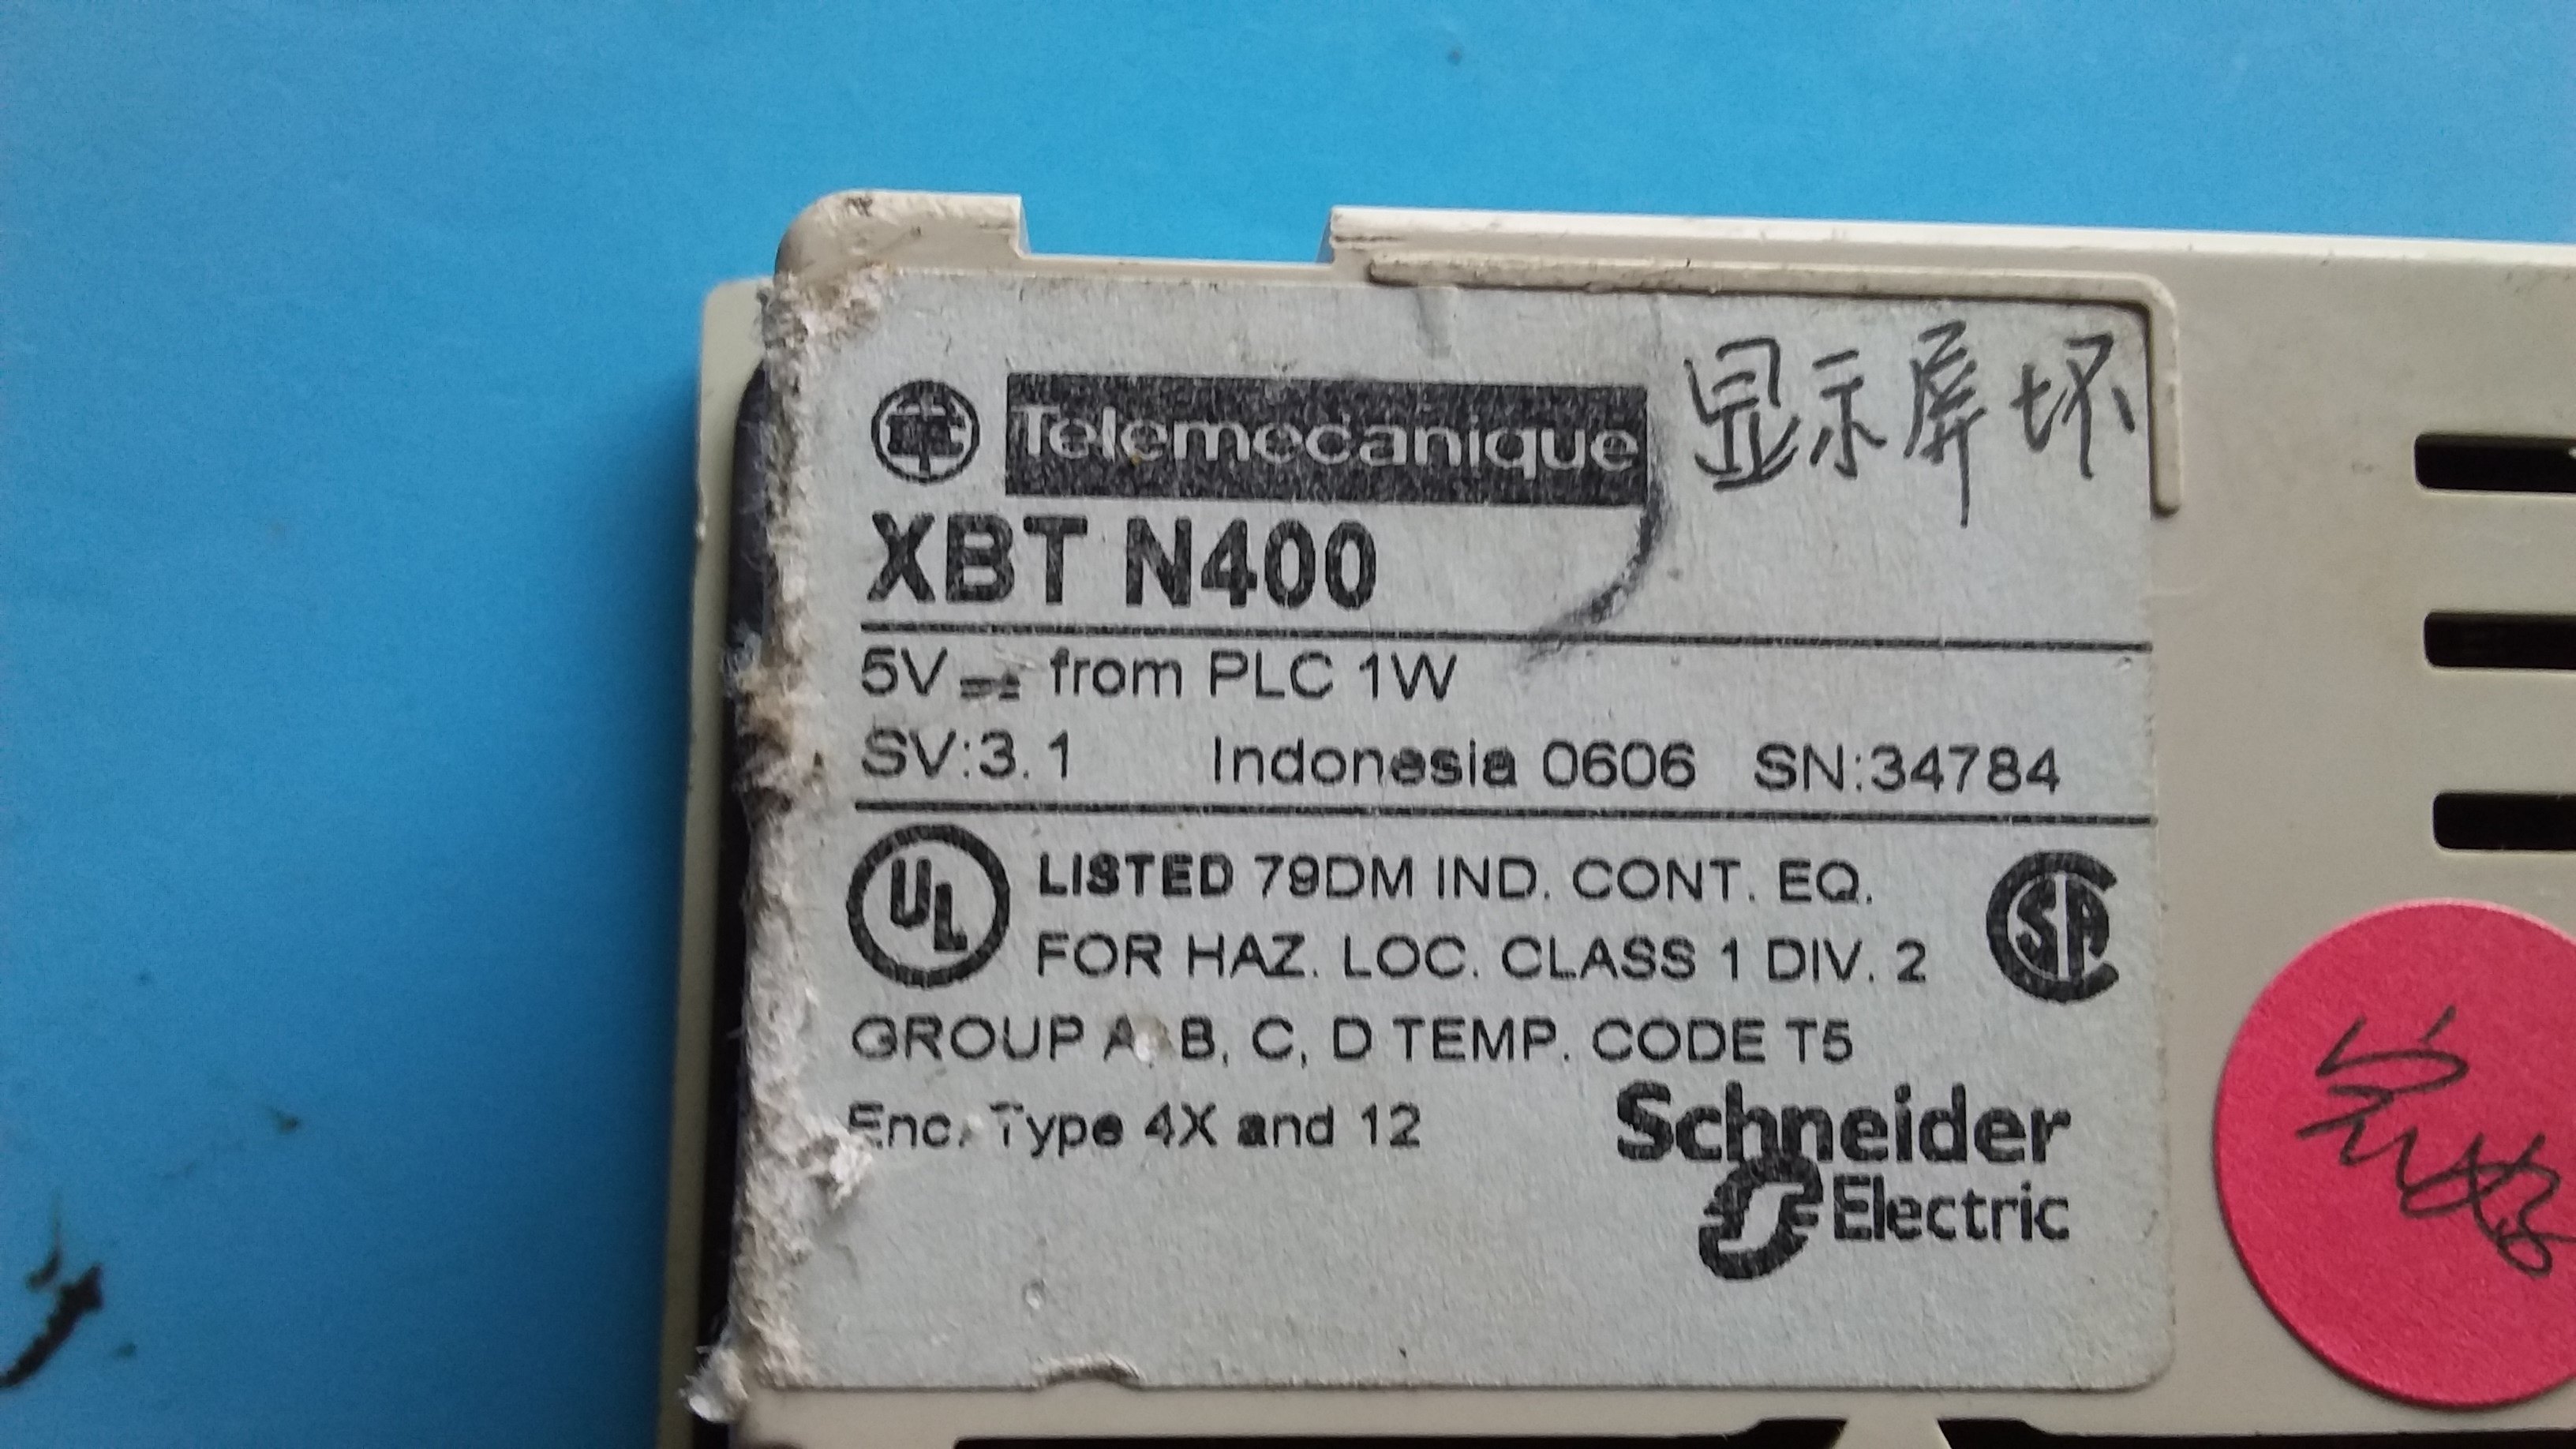 Telemecanique 显示屏坏
XBT N400
5V from PLC 1W
SV:3.1 Indonesia 0606 SN:34784
UL LISTED 79DM IND. CONT. EQ.
FOR HAZ. LOC. CLASS 1 DIV. 2
GROUP A B, C, D TEMP. CODE T5
Enc. Type 4X and 12
Schneider
Electric